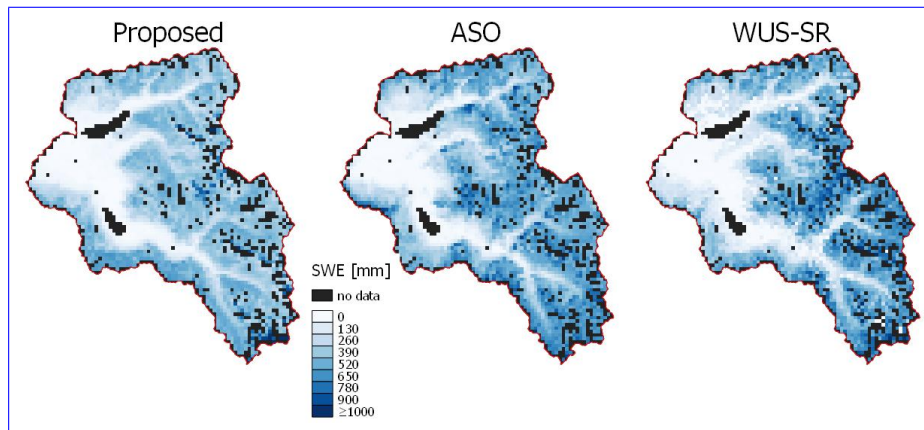 Proposed
ASO
WUS-SR
SWE [mm]
no data
0
130
260
390
520
650
780
900
≥1000